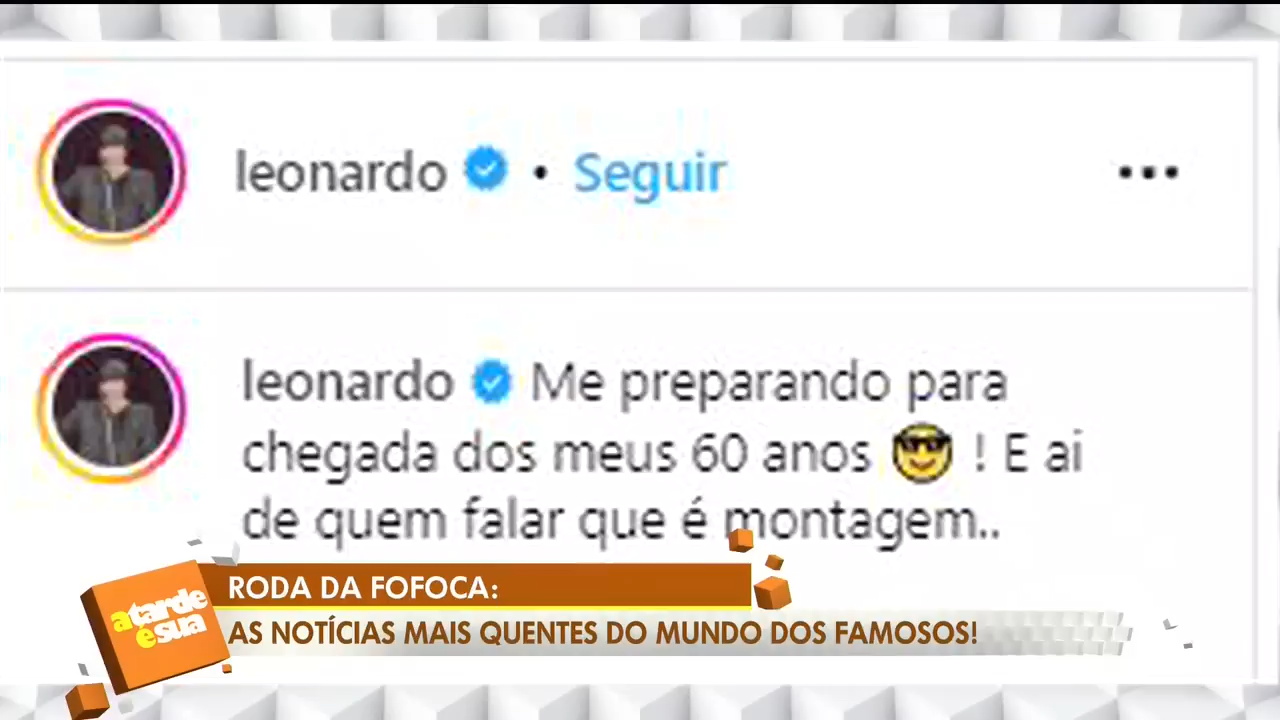 leonardo • Seguir
leonardo Me preparando para
chegada dos meus 60 anos 😎 ! E ai
de quem falar que é montagem..
RODA DA FOFOCA:
a tarde
é sua
AS NOTÍCIAS MAIS QUENTES DO MUNDO DOS FAMOSOS!